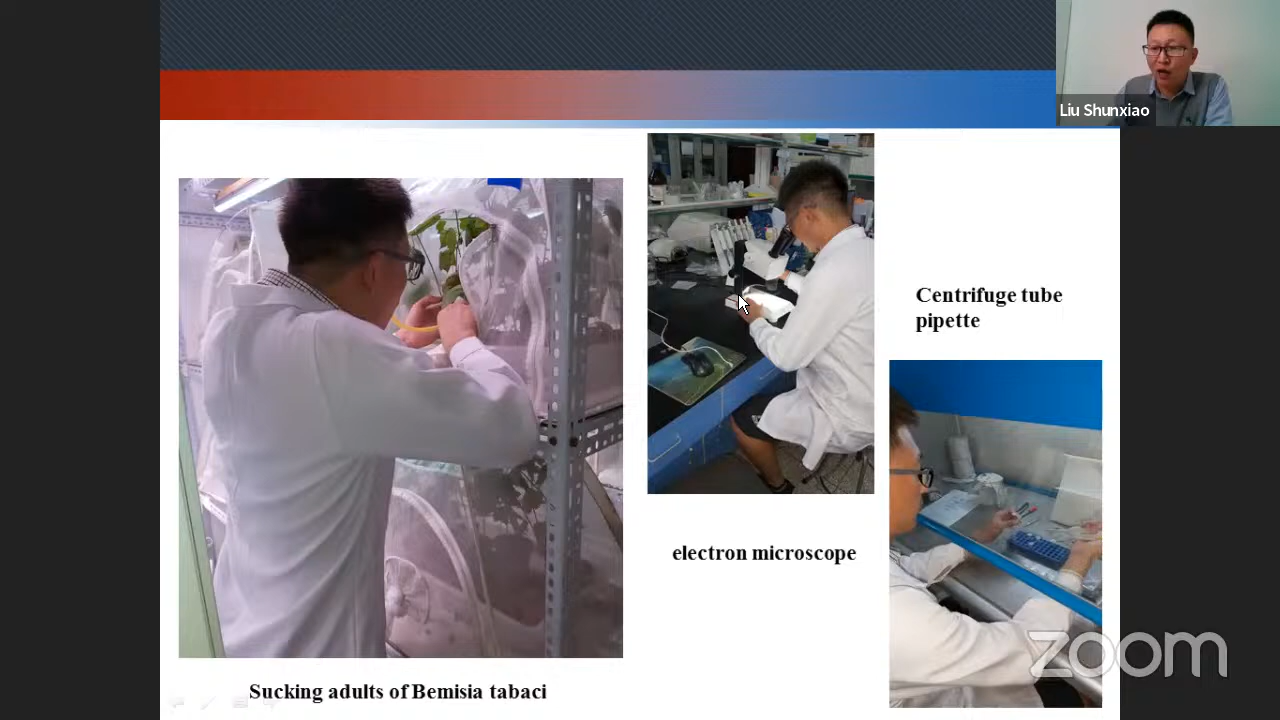 Liu Shunxiao
Centrifuge tube
pipette
electron microscope
Sucking adults of Bemisia tabaci
zoom